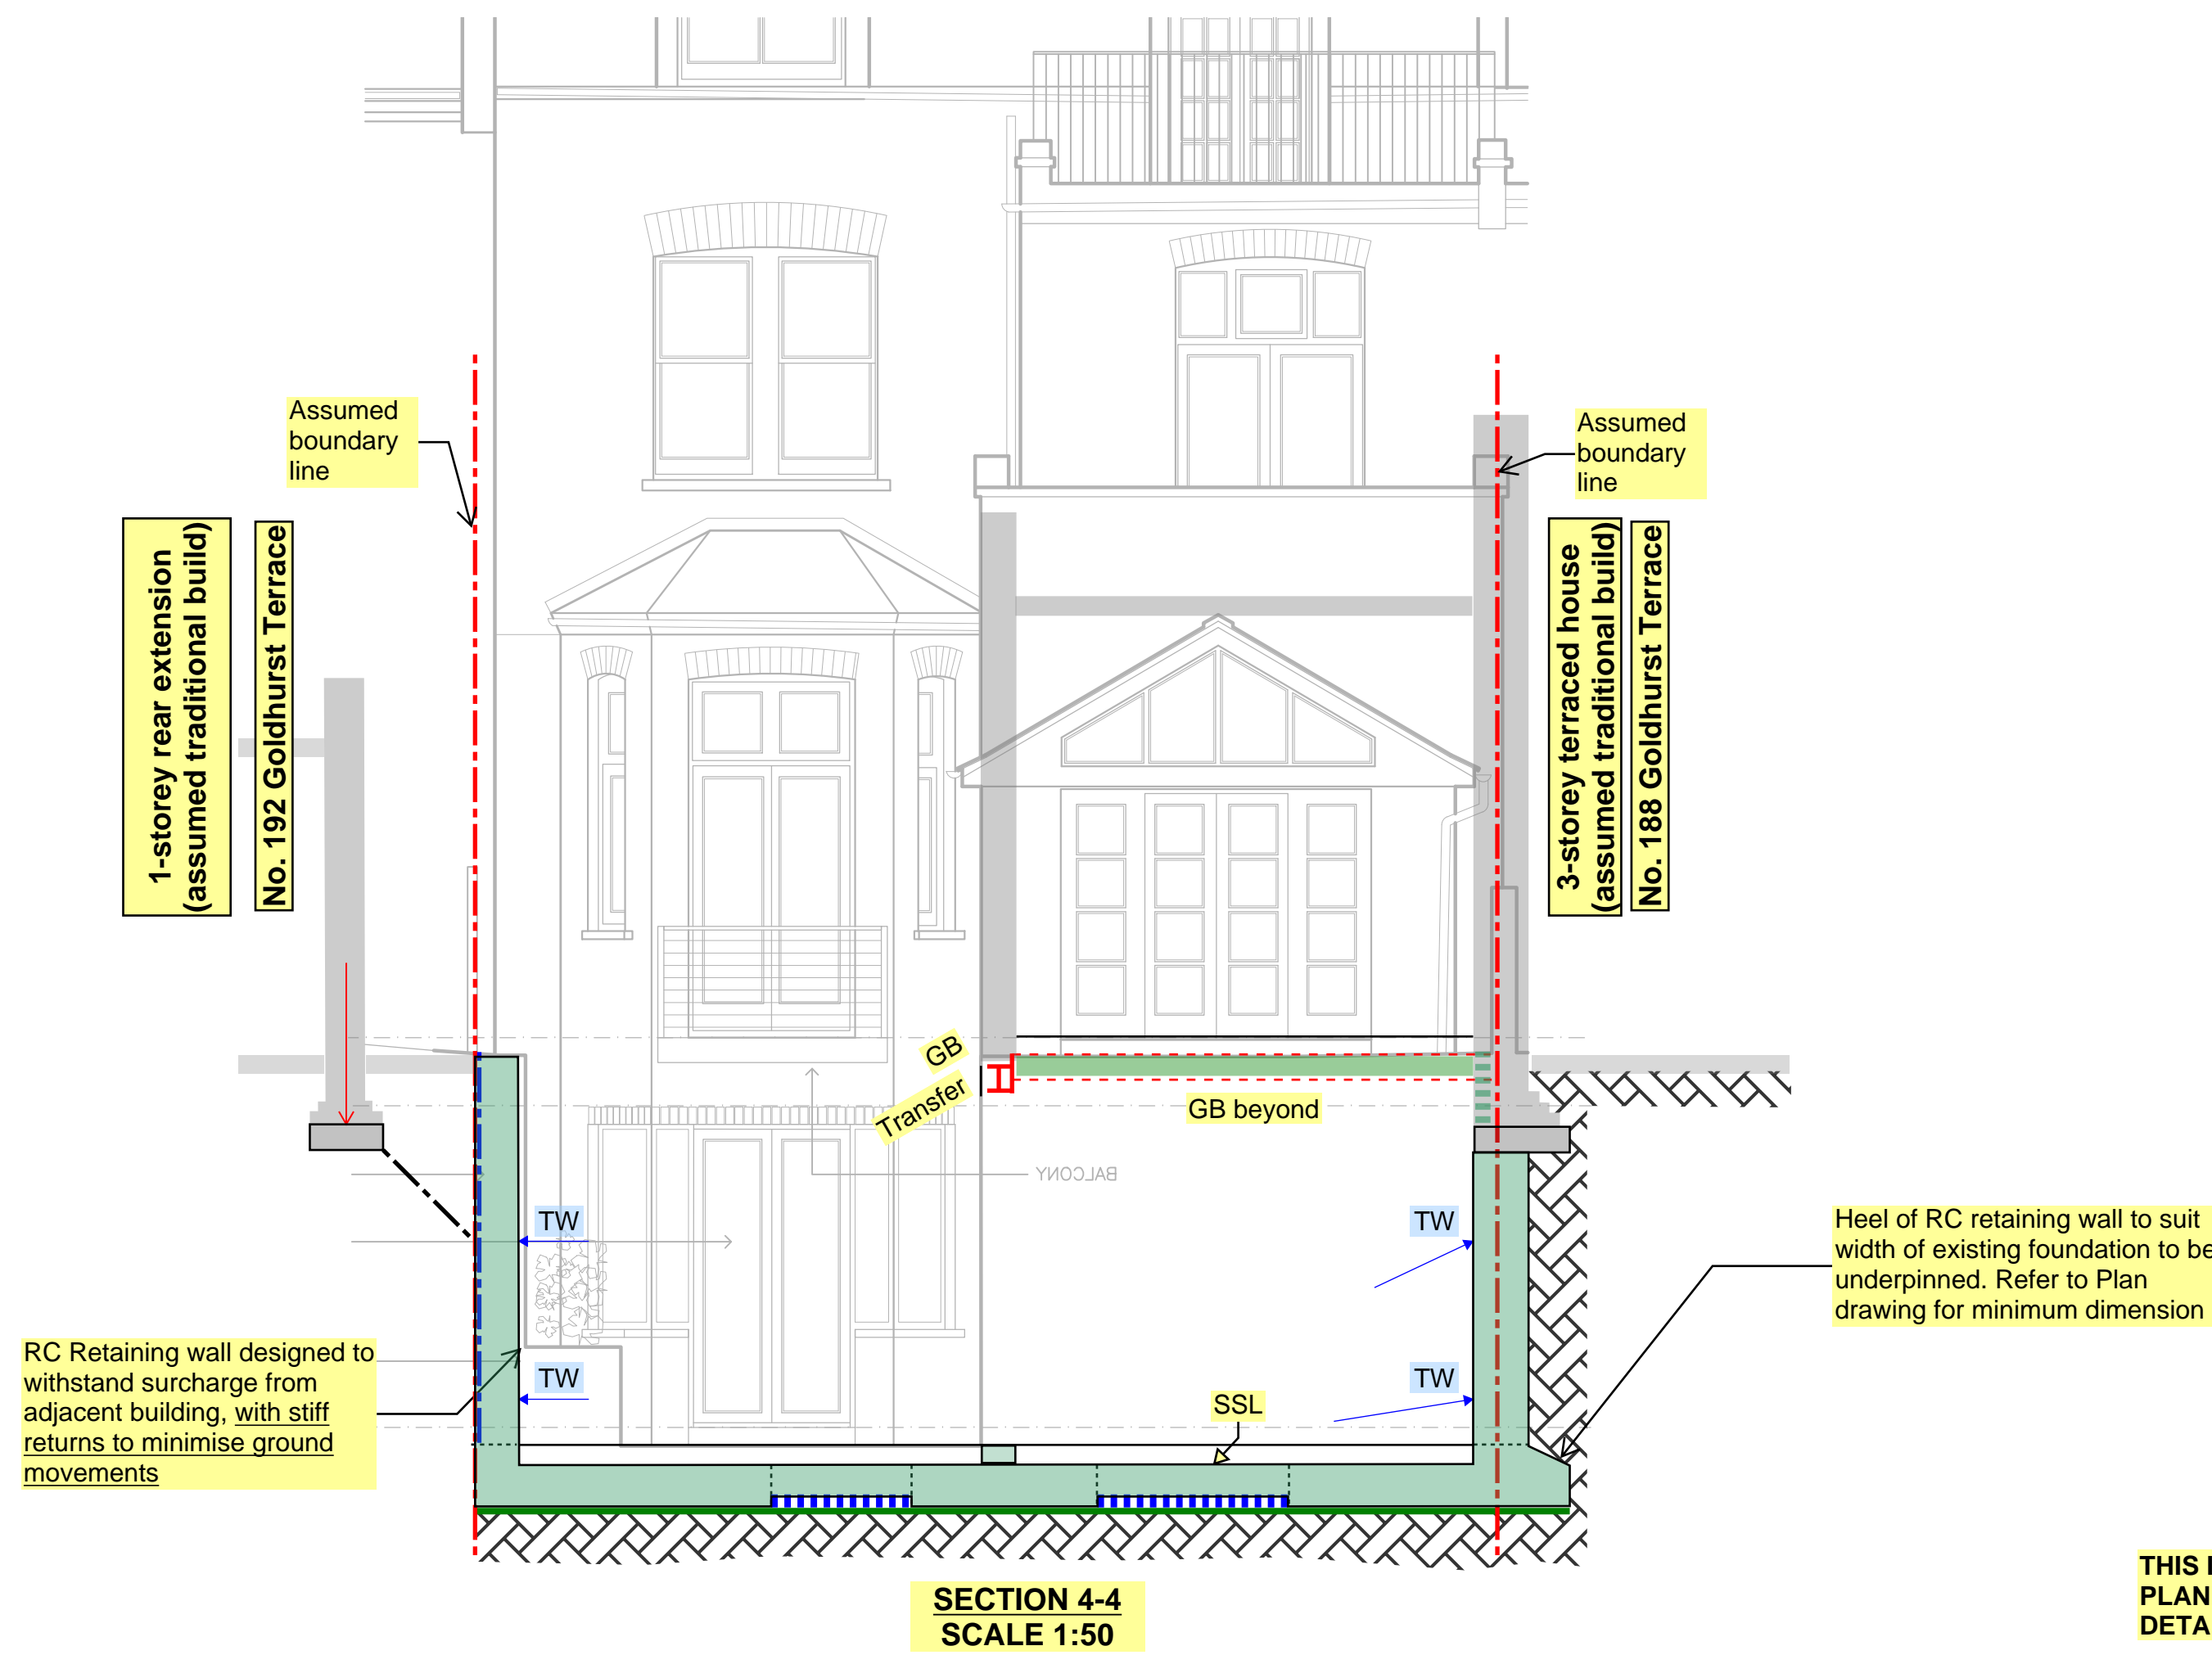 Assumed
boundary
line
Assumed
boundary
line
1-storey rear extension
(assumed traditional build)
No. 192 Goldhurst Terrace
3-storey terraced house
(assumed traditional build)
No. 188 Goldhurst Terrace
GB
Transfer
GB beyond
BALCONY
TW
TW
TW
TW
SSL
Heel of RC retaining wall to suit
width of existing foundation to be
underpinned. Refer to Plan
drawing for minimum dimension
RC Retaining wall designed to
withstand surcharge from
adjacent building, with stiff
returns to minimise ground
movements
SECTION 4-4
SCALE 1:50
THIS
PLAN
DETA